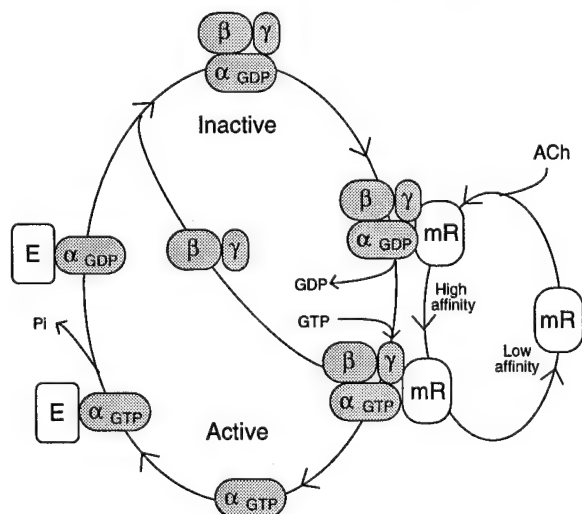 β γ
α GDP
Inactive
ACh
β γ
α GDP mR
β γ
E α GDP
GDP
High
affinity
mR
Pi
GTP
Low
affinity
β γ
α GTP mR
E α GTP
Active
α GTP